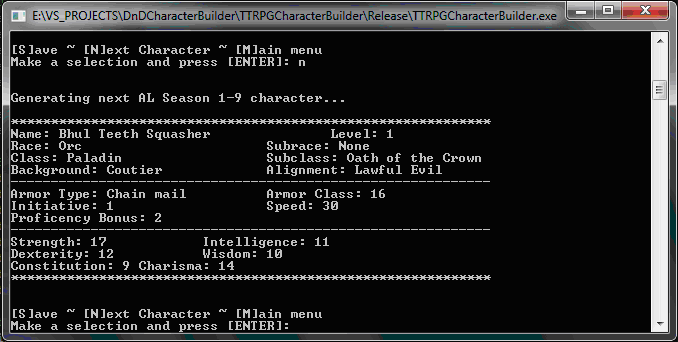 E:\VS_PROJECTS\DnDCharacterBuilder\TTRPGCharacterBuilder\Release\TTRPGCharacterBuilder.exe
[S]ave ~ [N]ext Character ~ [M]ain menu
Make a selection and press [ENTER]: n
Generating next AL Season 1-9 character...
************************************************************
Name: Bhul Teeth Squasher Level: 1
Race: Orc Subrace: None
Class: Paladin Subclass: Oath of the Crown
Background: Coutier Alignment: Lawful Evil
------------------------------------------------------------
Armor Type: Chain mail Armor Class: 16
Initiative: 1 Speed: 30
Proficency Bonus: 2
------------------------------------------------------------
Strength: 17 Intelligence: 11
Dexterity: 12 Wisdom: 10
Constitution: 9 Charisma: 14
************************************************************
[S]ave ~ [N]ext Character ~ [M]ain menu
Make a selection and press [ENTER]: